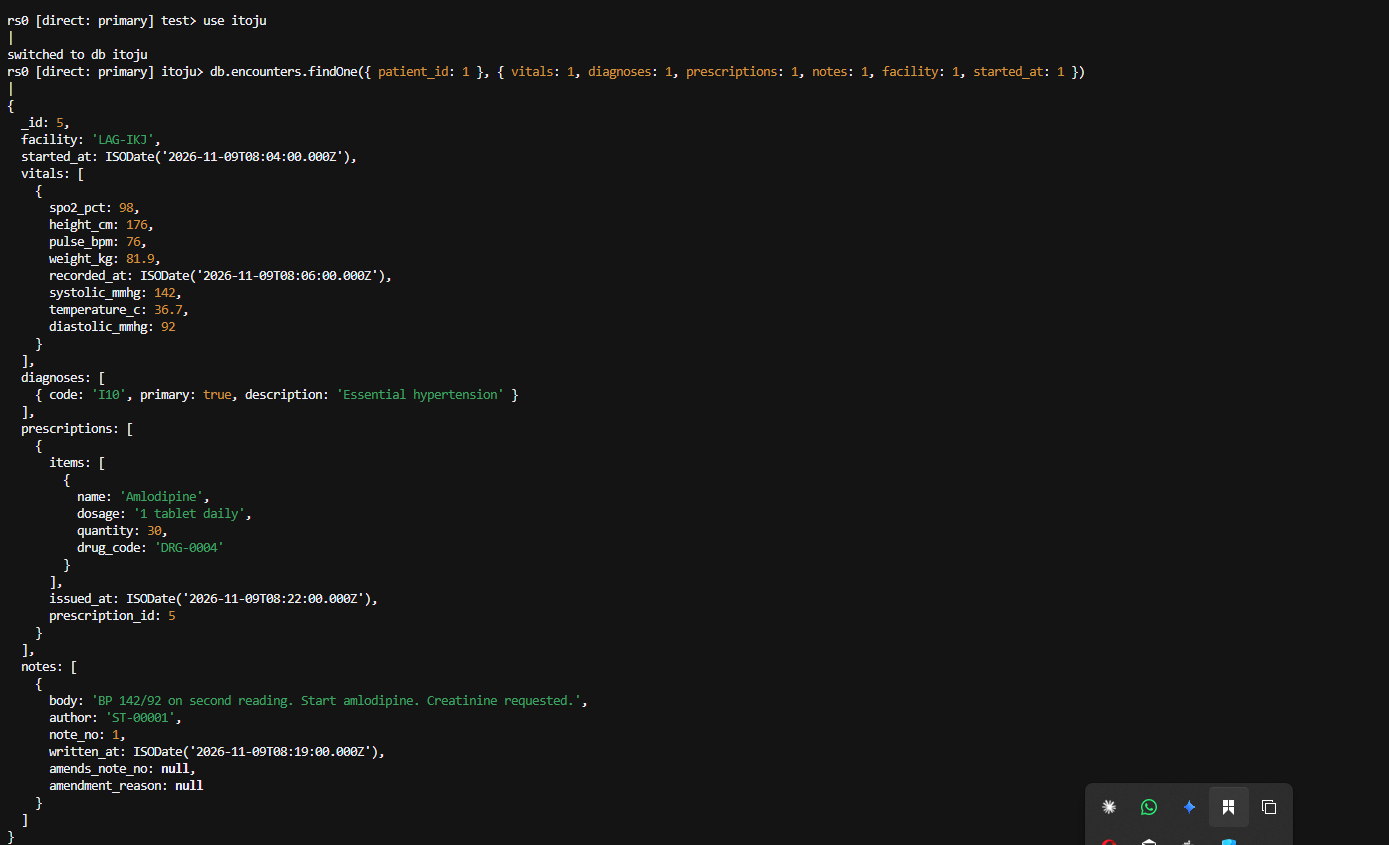 rs0 [direct: primary] test> use itoju
|
switched to db itoju
rs0 [direct: primary] itoju> db.encounters.findOne({ patient_id: 1 }, { vitals: 1, diagnoses: 1, prescriptions: 1, notes: 1, facility: 1, started_at: 1 })
|
{
  _id: 5,
  facility: 'LAG-IKJ',
  started_at: ISODate('2026-11-09T08:04:00.000Z'),
  vitals: [
    {
      spo2_pct: 98,
      height_cm: 176,
      pulse_bpm: 76,
      weight_kg: 81.9,
      recorded_at: ISODate('2026-11-09T08:06:00.000Z'),
      systolic_mmhg: 142,
      temperature_c: 36.7,
      diastolic_mmhg: 92
    }
  ],
  diagnoses: [
    { code: 'I10', primary: true, description: 'Essential hypertension' }
  ],
  prescriptions: [
    {
      items: [
        {
          name: 'Amlodipine',
          dosage: '1 tablet daily',
          quantity: 30,
          drug_code: 'DRG-0004'
        }
      ],
      issued_at: ISODate('2026-11-09T08:22:00.000Z'),
      prescription_id: 5
    }
  ],
  notes: [
    {
      body: 'BP 142/92 on second reading. Start amlodipine. Creatinine requested.',
      author: 'ST-00001',
      note_no: 1,
      written_at: ISODate('2026-11-09T08:19:00.000Z'),
      amends_note_no: null,
      amendment_reason: null
    }
  ]
}